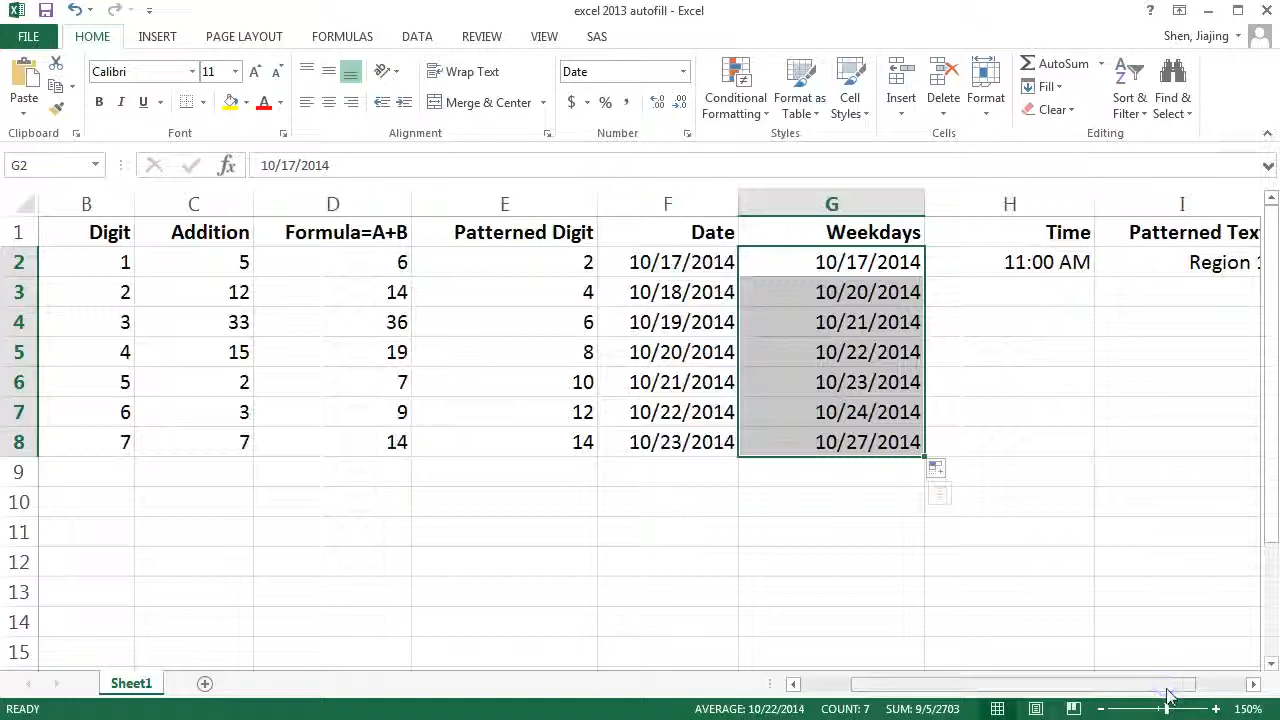 excel 2013 autofill - Excel
FILE HOME INSERT PAGE LAYOUT FORMULAS DATA REVIEW VIEW SAS Shen, Jiajing
Paste Calibri 11 Wrap Text Date Conditional Formatting Format as Table Cell Styles Insert Delete Format AutoSum Fill Clear Sort & Filter Find & Select
B I U Merge & Center $ % ,
Clipboard Font Alignment Number Styles Cells Editing
G2 fx 10/17/2014
B C D E F G H I
1 Digit Addition Formula=A+B Patterned Digit Date Weekdays Time Patterned Tex
2 1 5 6 2 10/17/2014 10/17/2014 11:00 AM Region 1
3 2 12 14 4 10/18/2014 10/20/2014
4 3 33 36 6 10/19/2014 10/21/2014
5 4 15 19 8 10/20/2014 10/22/2014
6 5 2 7 10 10/21/2014 10/23/2014
7 6 3 9 12 10/22/2014 10/24/2014
8 7 7 14 14 10/23/2014 10/27/2014
9
10
11
12
13
14
15
Sheet1
READY AVERAGE: 10/22/2014 COUNT: 7 SUM: 9/5/2703 150%